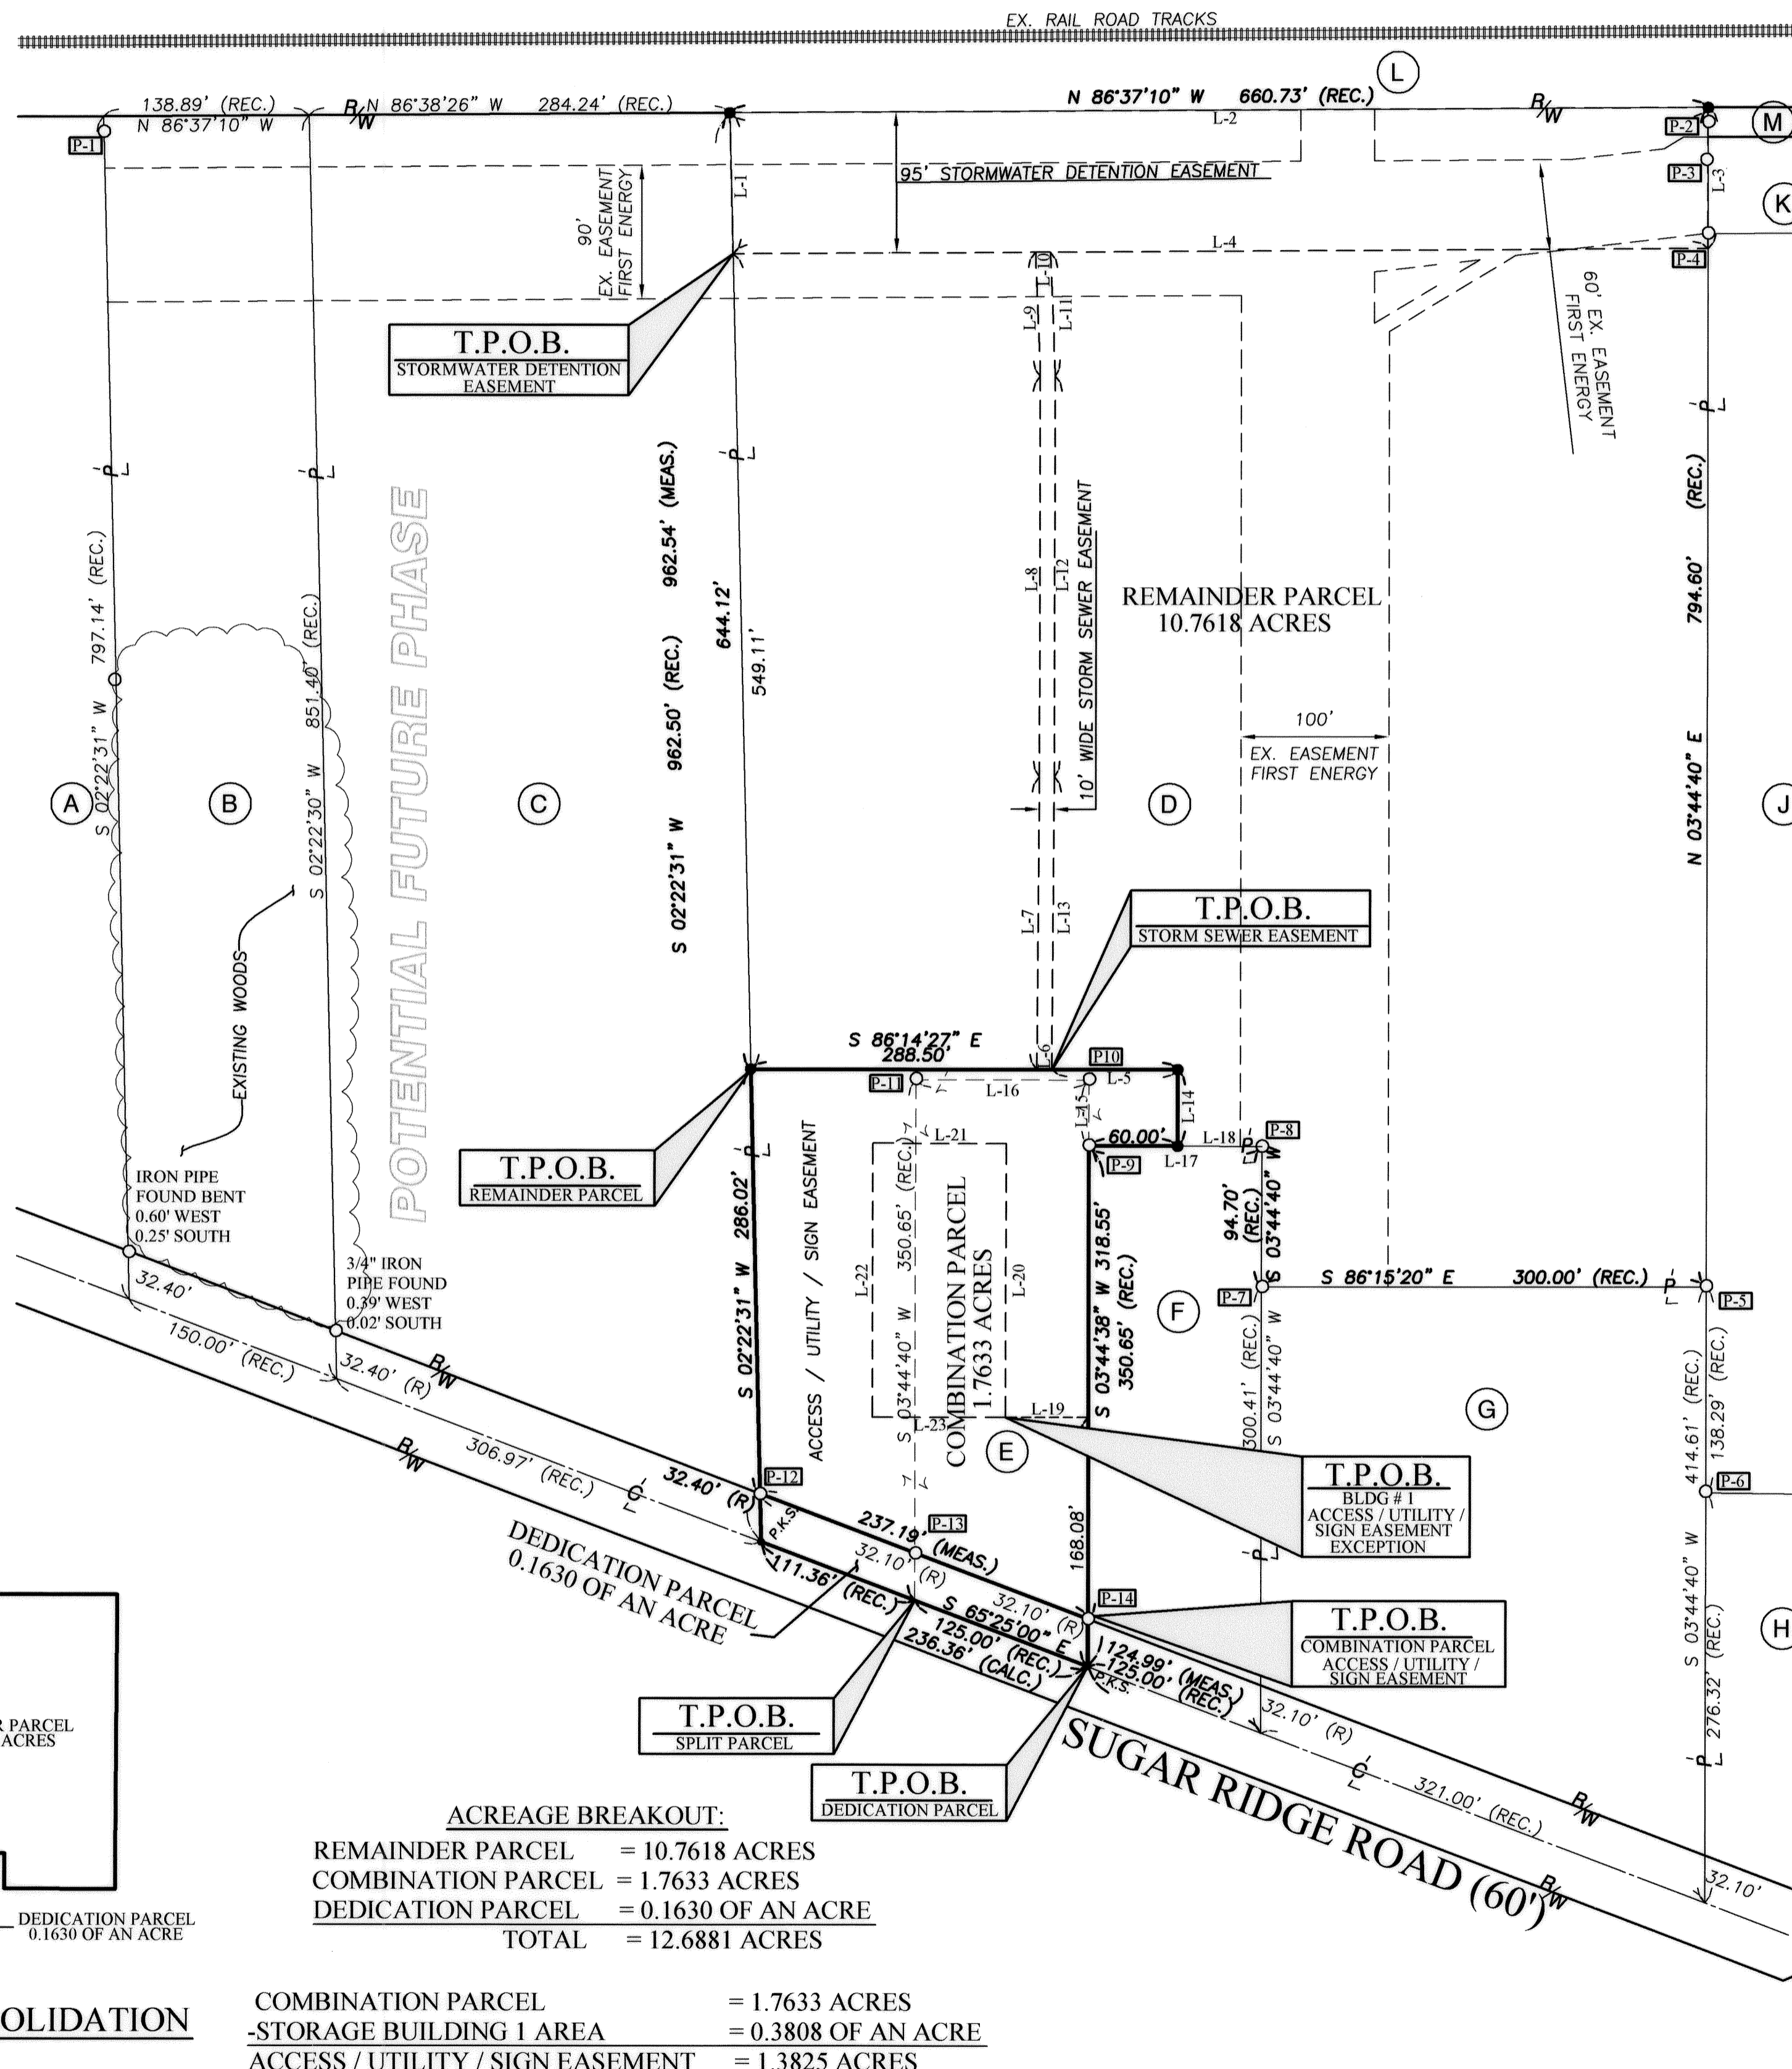 EX. RAIL ROAD TRACKS
L
138.89' (REC.)
N 86°37'10" W
R/W
N 86°38'26" W 284.24' (REC.)
N 86°37'10" W 660.73' (REC.)
L-2
R/W
P-1
P-2
M
P-3
L-3
K
L-1
95' STORMWATER DETENTION EASEMENT
90'
EX. EASEMENT
FIRST ENERGY
L-4
P-4
L-10
L-9
L-11
60' EX. EASEMENT
FIRST ENERGY
T.P.O.B.
STORMWATER DETENTION
EASEMENT
PL
PL
PL
PL
S 02°22'31" W 797.14' (REC.)
S 02°22'30" W 851.40' (REC.)
POTENTIAL FUTURE PHASE
S 02°22'31" W 962.50' (REC.) 962.54' (MEAS.)
644.12'
549.11'
L-8
L-12
10' WIDE STORM SEWER EASEMENT
REMAINDER PARCEL
10.7618 ACRES
100'
EX. EASEMENT
FIRST ENERGY
N 03°44'40" E 794.60' (REC.)
A
B
C
D
J
EXISTING WOODS
L-7
L-13
T.P.O.B.
STORM SEWER EASEMENT
S 86°14'27" E
288.50'
L-6
P10
P-11
L-16
L-5
L-15
L-14
60.00'
P-9
L-17
L-18
PL
P-8
T.P.O.B.
REMAINDER PARCEL
PL
L-21
L-22
L-20
L-19
L-23
IRON PIPE
FOUND BENT
0.60' WEST
0.25' SOUTH
3/4" IRON
PIPE FOUND
0.39' WEST
0.02' SOUTH
S 02°22'31" W 286.02'
ACCESS / UTILITY / SIGN EASEMENT
S 03°44'40" W 350.65' (REC.)
COMBINATION PARCEL
1.7633 ACRES
S 03°44'38" W 318.55'
350.65' (REC.)
94.70'
(REC.)
S 03°44'40" W
S 86°15'20" E 300.00' (REC.)
PL
P-7
P-5
F
E
G
300.41' (REC.)
S 03°44'40" W
414.61' (REC.)
138.29' (REC.)
P-6
32.40'
150.00' (REC.)
32.40' (R)
R/W
R/W
306.97' (REC.)
CL
32.40' (R)
P-12
P.K.S.
237.19' (MEAS.)
P-13
32.10' (R)
32.10' (R)
168.08'
P-14
T.P.O.B.
BLDG # 1
ACCESS / UTILITY /
SIGN EASEMENT
EXCEPTION
PL
DEDICATION PARCEL
0.1630 OF AN ACRE
111.36' (REC.)
S 65°25'00" E
125.00' (REC.)
236.36' (CALC.)
124.99' (MEAS.)
125.00' (REC.)
P.K.S.
T.P.O.B.
COMBINATION PARCEL
ACCESS / UTILITY /
SIGN EASEMENT
S 03°44'40" W
276.32' (REC.)
H
PL
T.P.O.B.
SPLIT PARCEL
T.P.O.B.
DEDICATION PARCEL
32.10' (R)
CL
321.00' (REC.)
R/W
R/W
32.10'
SUGAR RIDGE ROAD (60')
R PARCEL
ACRES
DEDICATION PARCEL
0.1630 OF AN ACRE
OLIDATION
ACREAGE BREAKOUT:
REMAINDER PARCEL = 10.7618 ACRES
COMBINATION PARCEL = 1.7633 ACRES
DEDICATION PARCEL = 0.1630 OF AN ACRE
TOTAL = 12.6881 ACRES
COMBINATION PARCEL = 1.7633 ACRES
-STORAGE BUILDING 1 AREA = 0.3808 OF AN ACRE
ACCESS / UTILITY / SIGN EASEMENT = 1.3825 ACRES